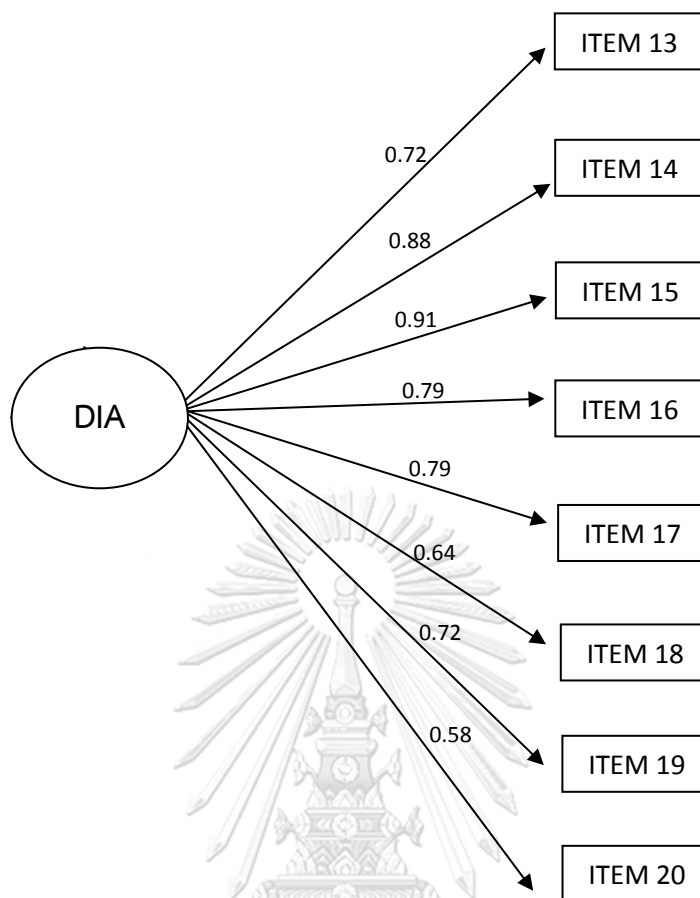 ITEM 13
0.72
ITEM 14
0.88
ITEM 15
0.91
DIA
0.79
ITEM 16
0.79
ITEM 17
0.64
ITEM 18
0.72
ITEM 19
0.58
ITEM 20